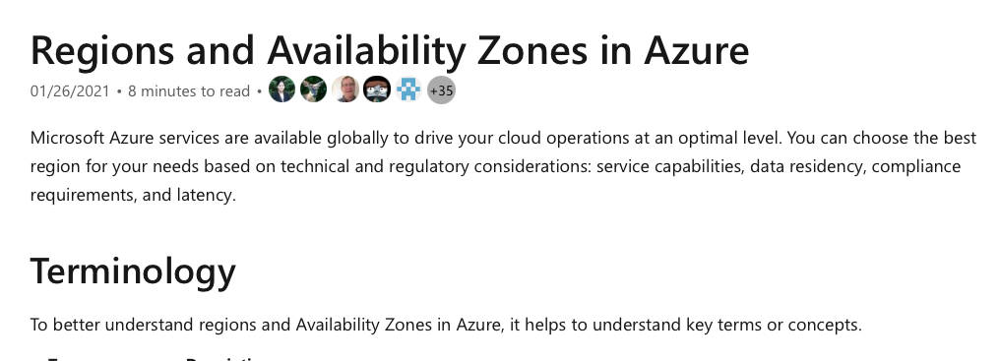 Regions and Availability Zones in Azure
01/26/2021 • 8 minutes to read • +35
Microsoft Azure services are available globally to drive your cloud operations at an optimal level. You can choose the best
region for your needs based on technical and regulatory considerations: service capabilities, data residency, compliance
requirements, and latency.
Terminology
To better understand regions and Availability Zones in Azure, it helps to understand key terms or concepts.